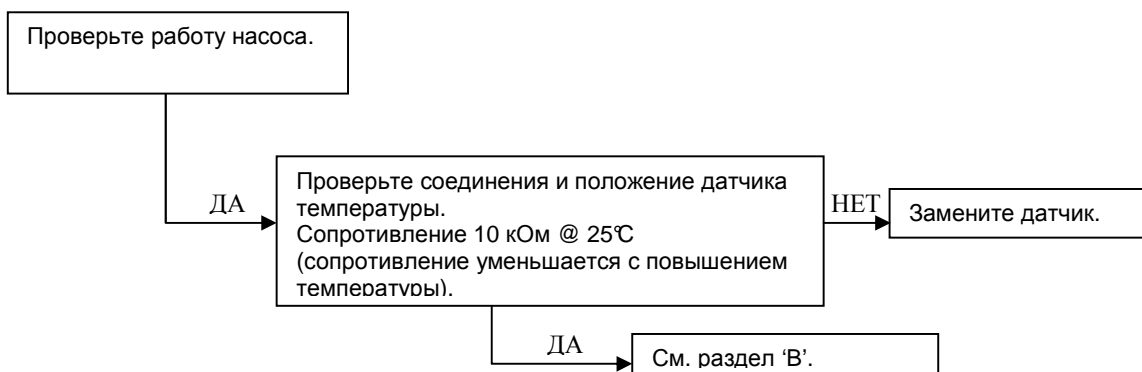 Проверьте работу насоса.
ДА
Проверьте соединения и положение датчика
температуры.
Сопротивление 10 кОм @ 25°C
(сопротивление уменьшается с повышением
температуры).
НЕТ
Замените датчик.
ДА
См. раздел ‘B’.